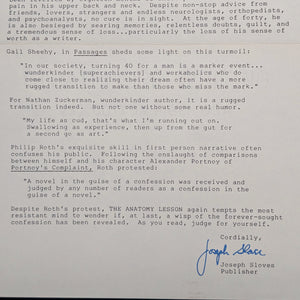 pain in his upper back and neck. Despite non-stop advice from
friends, lovers, strangers and endless neurologists, orthopedists,
and psychoanalysts, no cure is in sight. At the age of forty, he
is also beleagured by searing memories, relentless doubts, guilt, and
a tremendous sense of loss...particularly the loss of his sense of
worth as a writer.
Gail Sheehy, in Passages sheds some light on this turmoil:
"In our society, turning 40 for a man is a marker event...
wunderkinder [superachievers] and workaholics who do
come close to realizing their dream often have a more
rugged transition to make than those who miss the mark."
For Nathan Zuckerman, wunderkinder author, it is a rugged
transition indeed. But not one without some real humor.
"My life as cud, that's what I'm running out on.
Swallowing as experience, then up from the gut for
a second go as art."
Philip Roth's exquisite skill in first person narrative often
confuses his public. Following the onslaught of comparisons
between himself and his character Alexander Portnoy of
Portnoy's Complaint, Roth protested:
"A novel in the guise of a confession was received and
judged by any number of readers as a confession in the
guise of a novel."
Despite Roth's protest, THE ANATOMY LESSON again tempts the most
resistant mind to wonder if, at last, a wisp of the forever-sought
confession has been revealed. As you read, judge for yourself.
Cordially,
Joseph Sloves
Joseph Sloves
Publisher